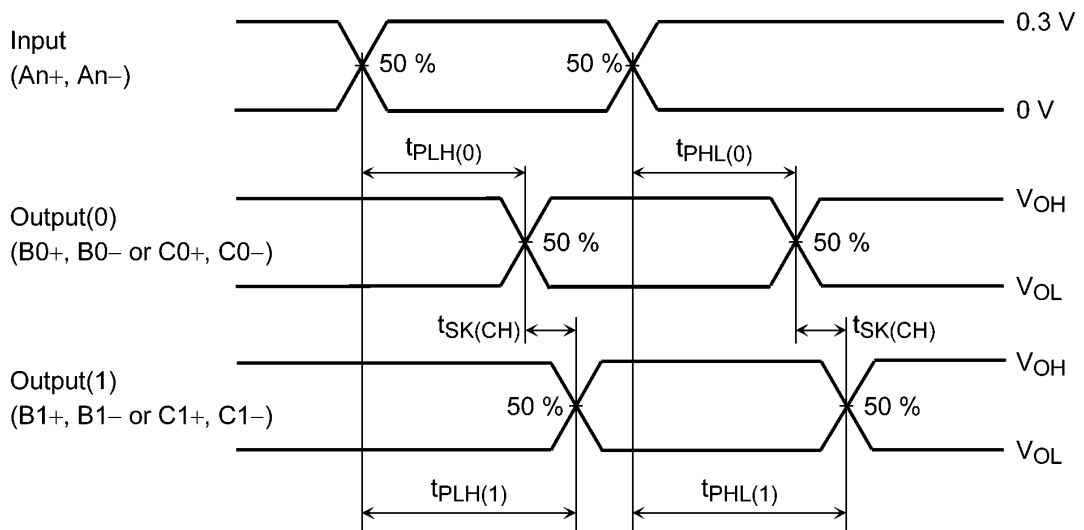 Input
(An+, An−)
50 %
50 %
0.3 V
0 V
tPLH(0)
tPHL(0)
Output(0)
(B0+, B0− or C0+, C0−)
50 %
50 %
VOH
VOL
tSK(CH)
tSK(CH)
Output(1)
(B1+, B1− or C1+, C1−)
50 %
50 %
VOH
VOL
tPLH(1)
tPHL(1)